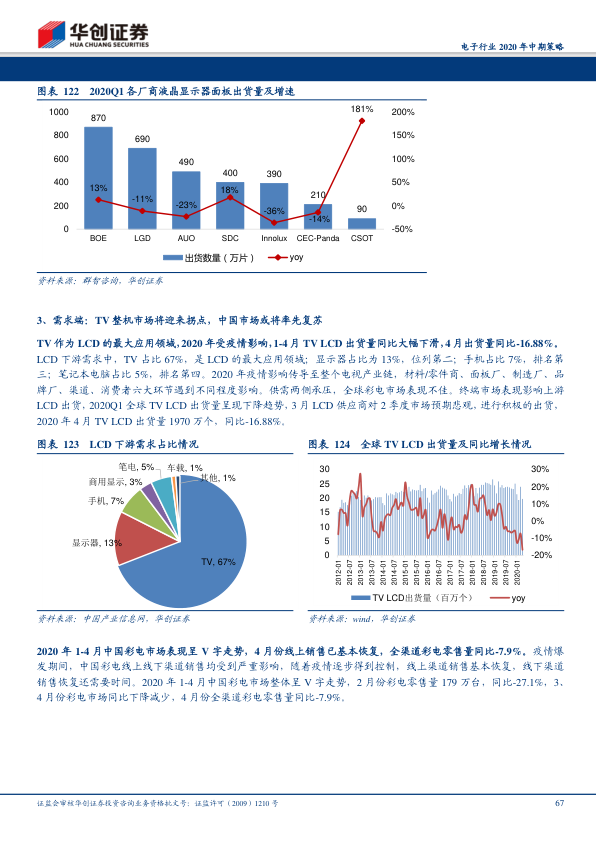 华创证券
HUA CHUANG SECURITIES
电子行业 2020 年中期策略
图表 122 2020Q1 各厂商液晶显示器面板出货量及增速
1000
800
600
400
200
0
870
690
490
400
390
210
90
13%
-11%
-23%
18%
-36%
-14%
181%
200%
150%
100%
50%
0%
-50%
BOE LGD AUO SDC Innolux CEC-Panda CSOT
出货数量（万片） yoy
资料来源：群智咨询，华创证券
3、需求端：TV 整机市场将迎来拐点，中国市场或将率先复苏
TV 作为 LCD 的最大应用领域，2020 年受疫情影响，1-4 月 TV LCD 出货量同比大幅下滑，4 月出货量同比-16.88%。
LCD 下游需求中，TV 占比 67%，是 LCD 的最大应用领域；显示器占比为 13%，位列第二；手机占比 7%，排名第
三；笔记本电脑占比 5%，排名第四。2020 年疫情影响传导至整个电视产业链，材料/零件商、面板厂、制造厂、品
牌厂、渠道、消费者六大环节遇到不同程度影响。供需两侧承压，全球彩电市场表现不佳。终端市场表现影响上游
LCD 出货，2020Q1 全球 TV LCD 出货量呈现下降趋势，3 月 LCD 供应商对 2 季度市场预期悲观，进行积极的出货，
2020 年 4 月 TV LCD 出货量 1970 万个，同比-16.88%。
图表 123 LCD 下游需求占比情况
笔电, 5%
车载, 1%
其他, 1%
商用显示, 3%
手机, 7%
显示器, 13%
TV, 67%
资料来源：中国产业信息网，华创证券
图表 124 全球 TV LCD 出货量及同比增长情况
30
25
20
15
10
5
0
30%
20%
10%
0%
-10%
-20%
2012-01 2012-07 2013-01 2013-07 2014-01 2014-07 2015-01 2015-07 2016-01 2016-07 2017-01 2017-07 2018-01 2018-07 2019-01 2019-07 2020-01
TV LCD出货量（百万个） yoy
资料来源：wind，华创证券
2020 年 1-4 月中国彩电市场表现呈 V 字走势，4 月份线上销售已基本恢复，全渠道彩电零售量同比-7.9%。疫情爆
发期间，中国彩电线上线下渠道销售均受到严重影响，随着疫情逐步得到控制，线上渠道销售基本恢复，线下渠道
销售恢复还需要时间。2020 年 1-4 月中国彩电市场整体呈 V 字走势，2 月份彩电零售量 179 万台，同比-27.1%，3、
4 月份彩电市场同比下降减少，4 月份全渠道彩电零售量同比-7.9%。
证监会审核华创证券投资咨询业务资格批文号：证监许可（2009）1210 号
67